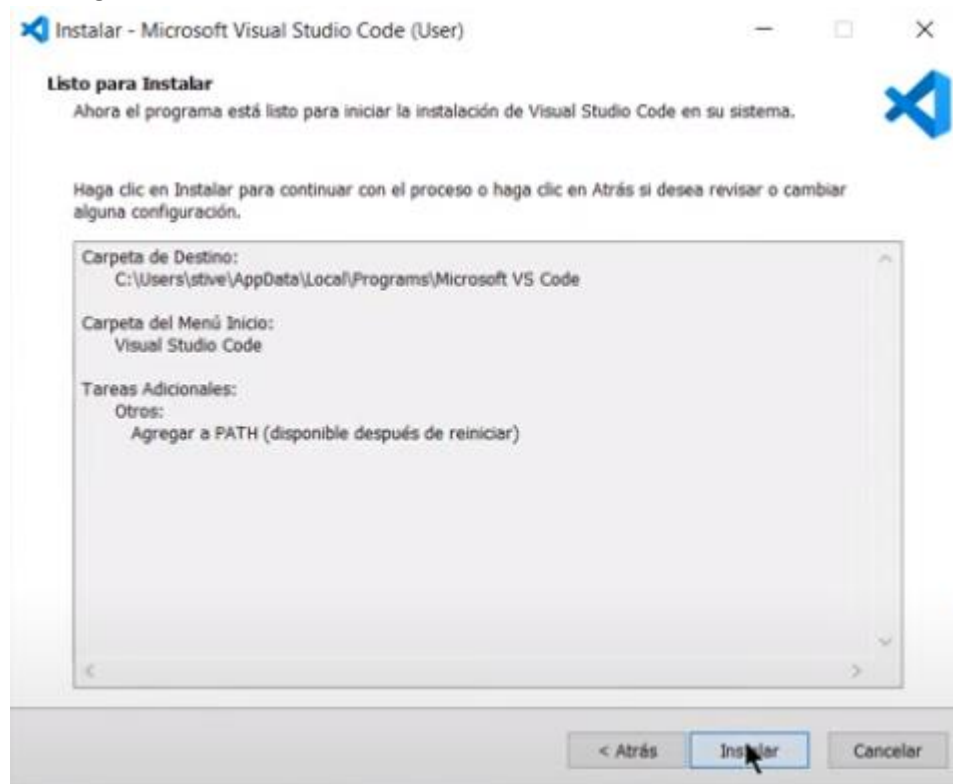 Instalar - Microsoft Visual Studio Code (User)
Listo para Instalar
Ahora el programa está listo para iniciar la instalación de Visual Studio Code en su sistema.
Haga clic en Instalar para continuar con el proceso o haga clic en Atrás si desea revisar o cambiar
alguna configuración.
Carpeta de Destino:
C:\Users\stive\AppData\Local\Programs\Microsoft VS Code
Carpeta del Menú Inicio:
Visual Studio Code
Tareas Adicionales:
Otros:
Agregar a PATH (disponible después de reiniciar)
< Atrás
Instalar
Cancelar